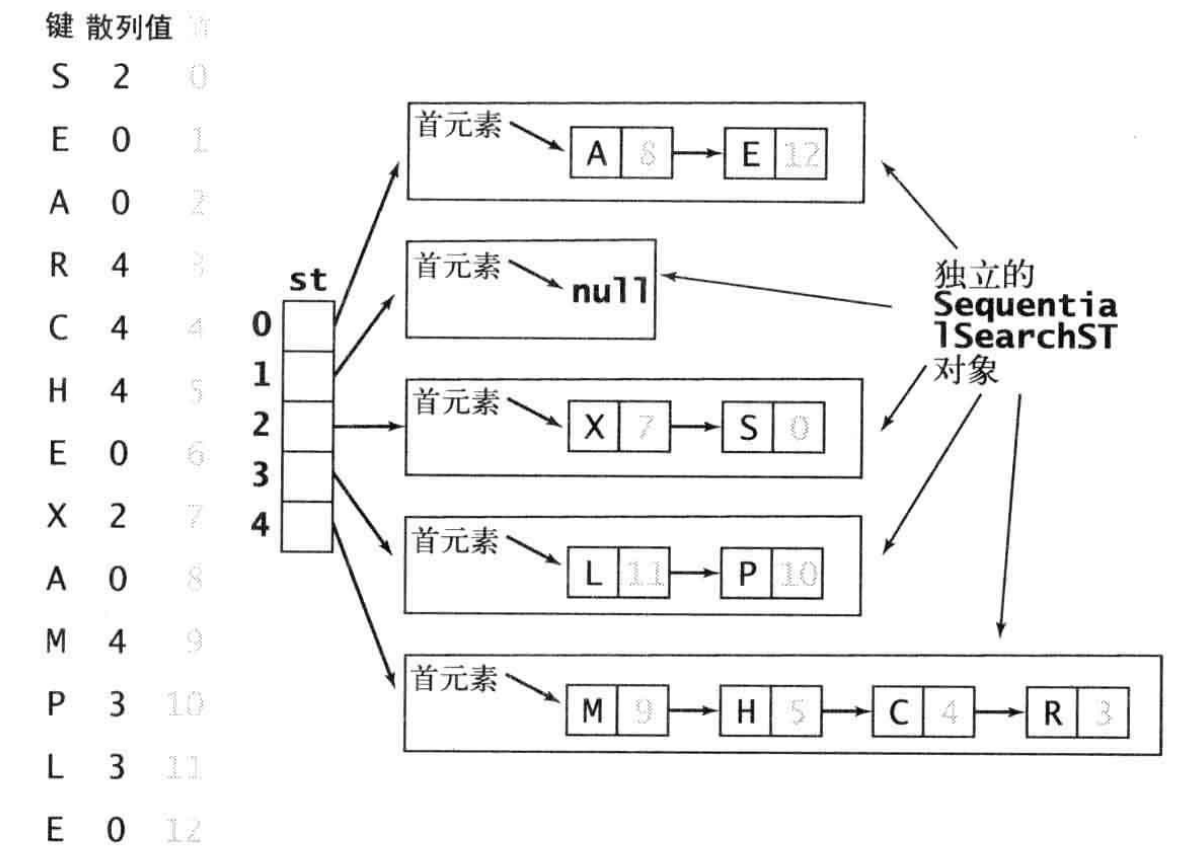 键 散列值 值
S 2 0
E 0 1
A 0 2
R 4 3
C 4 4
H 4 5
E 0 6
X 2 7
A 0 8
M 4 9
P 3 10
L 3 11
E 0 12
st
0
1
2
3
4
首元素
A 8 E 12
首元素
null
首元素
X 7 S 0
首元素
L 11 P 10
首元素
M 9 H 5 C 4 R 3
独立的
Sequentia
lSearchST
对象